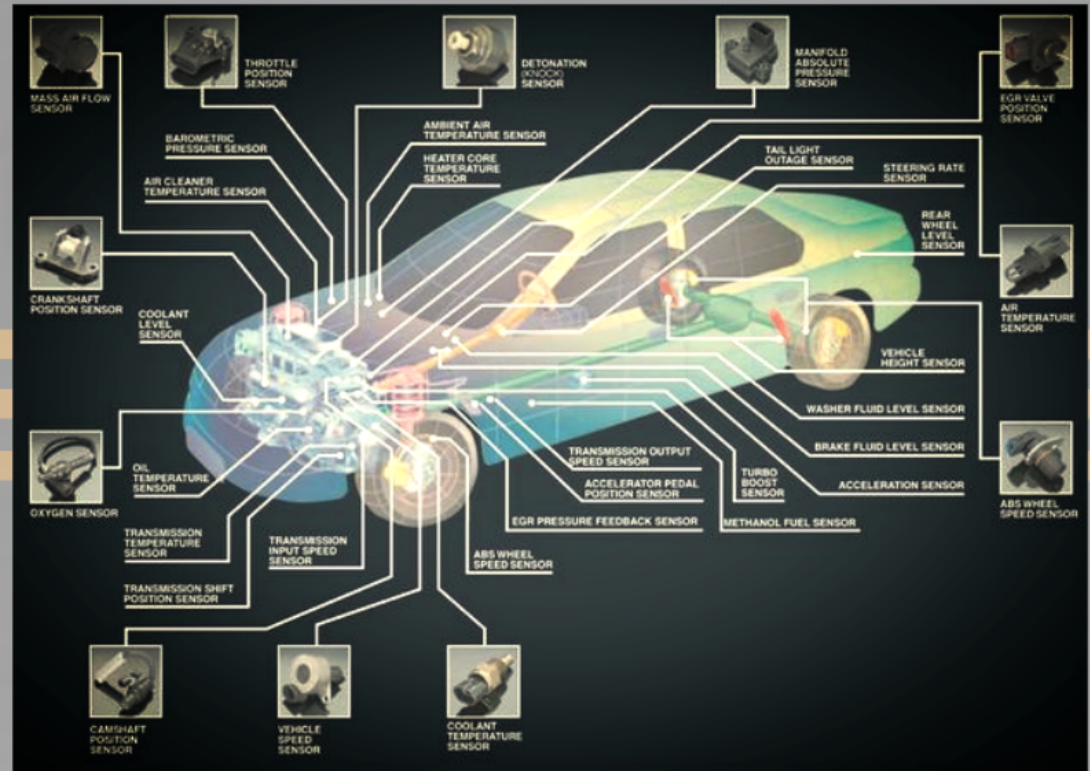 MASS AIR FLOW
SENSOR
THROTTLE
POSITION
SENSOR
DETONATION
(KNOCK)
SENSOR
MANIFOLD
ABSOLUTE
PRESSURE
SENSOR
EGR VALVE
POSITION
SENSOR
BAROMETRIC
PRESSURE SENSOR
AMBIENT AIR
TEMPERATURE SENSOR
TAIL LIGHT
OUTAGE SENSOR
HEATER CORE
TEMPERATURE
SENSOR
STEERING RATE
SENSOR
AIR CLEANER
TEMPERATURE SENSOR
REAR
WHEEL
LEVEL
SENSOR
CRANKSHAFT
POSITION SENSOR
COOLANT
LEVEL
SENSOR
AIR
TEMPERATURE
SENSOR
VEHICLE
HEIGHT SENSOR
WASHER FLUID LEVEL SENSOR
BRAKE FLUID LEVEL SENSOR
ACCELERATION SENSOR
TRANSMISSION OUTPUT
SPEED SENSOR
TURBO
BOOST
SENSOR
ACCELERATOR PEDAL
POSITION SENSOR
OIL
TEMPERATURE
SENSOR
OXYGEN SENSOR
ABS WHEEL
SPEED SENSOR
EGR PRESSURE FEEDBACK SENSOR
METHANOL FUEL SENSOR
TRANSMISSION
TEMPERATURE
SENSOR
TRANSMISSION
INPUT SPEED
SENSOR
ABS WHEEL
SPEED SENSOR
TRANSMISSION SHIFT
POSITION SENSOR
CAMSHAFT
POSITION
SENSOR
VEHICLE
SPEED
SENSOR
COOLANT
TEMPERATURE
SENSOR